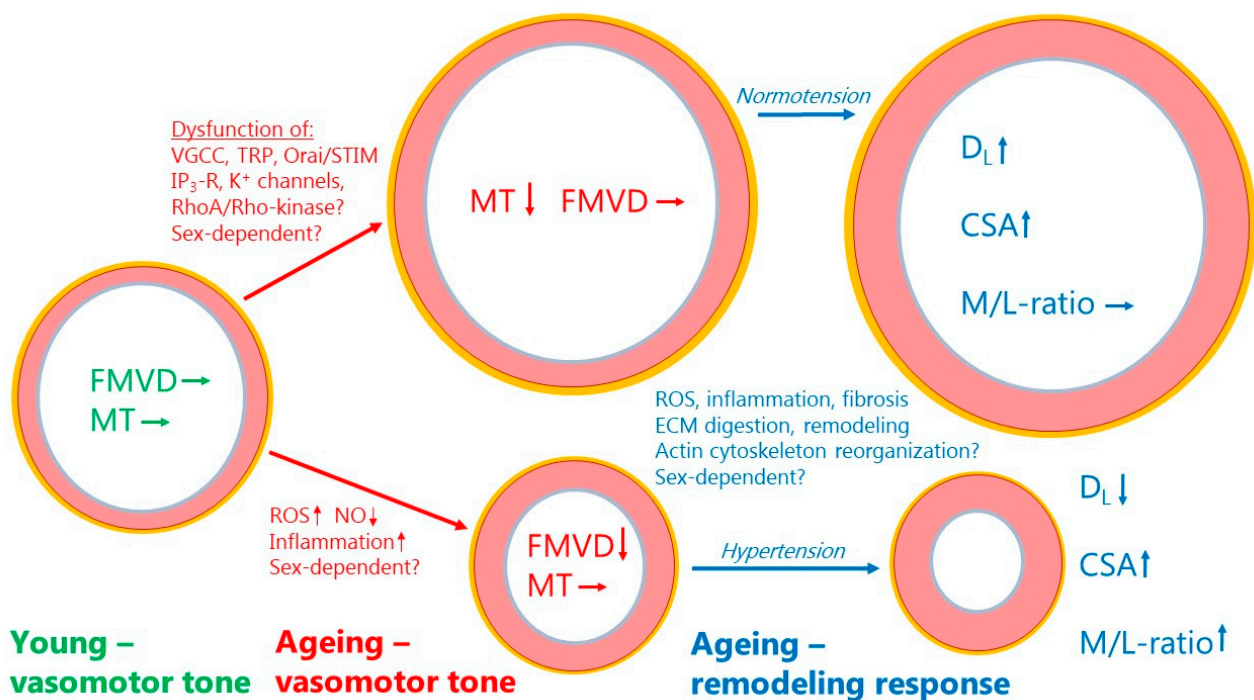 Dysfunction of:
VGCC, TRP, Orai/STIM
IP₃-R, K⁺ channels,
RhoA/Rho-kinase?
Sex-dependent?
MT↓ FMVD→
Normotension
D_L↑
CSA↑
M/L-ratio→
FMVD→
MT→
ROS, inflammation, fibrosis
ECM digestion, remodeling
Actin cytoskeleton reorganization?
Sex-dependent?
ROS↑ NO↓
Inflammation↑
Sex-dependent?
FMVD↓
MT→
Hypertension
D_L↓
CSA↑
M/L-ratio↑
Young –
vasomotor tone
Ageing –
vasomotor tone
Ageing –
remodeling response